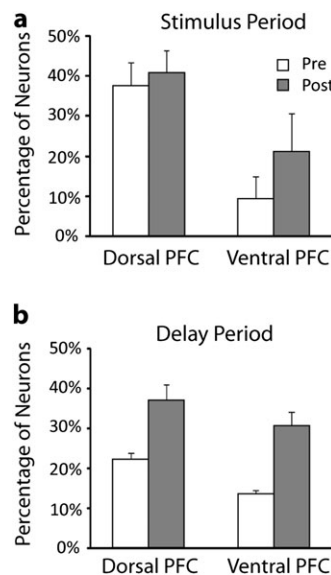 a
Stimulus Period
Percentage of Neurons
50%
40%
30%
20%
10%
0%
Pre
Post
Dorsal PFC
Ventral PFC
b
Delay Period
Percentage of Neurons
50%
40%
30%
20%
10%
0%
Dorsal PFC
Ventral PFC